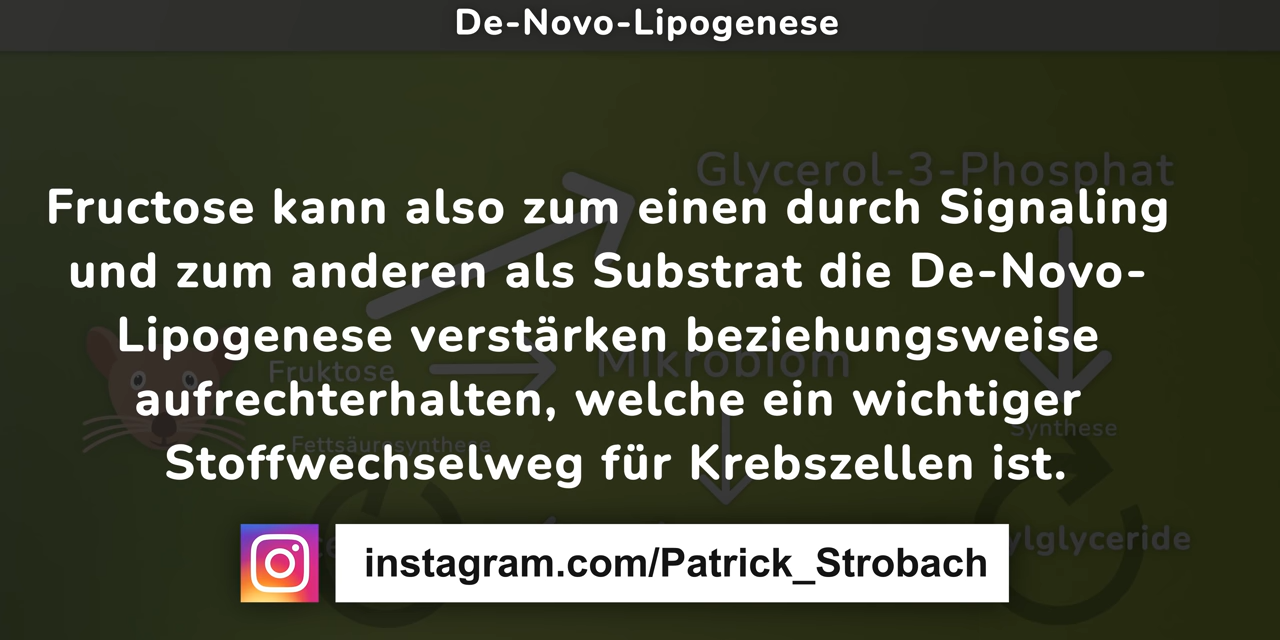 De-Novo-Lipogenese
Glycerol-3-Phosphat
Fructose kann also zum einen durch Signaling
und zum anderen als Substrat die De-Novo-
Lipogenese verstärken beziehungsweise
Fruktose
Mikrobiom
aufrechterhalten, welche ein wichtiger
Synthese
Fettsäuresynthese
Stoffwechselweg für Krebszellen ist.
ylglyceride
instagram.com/Patrick_Strobach